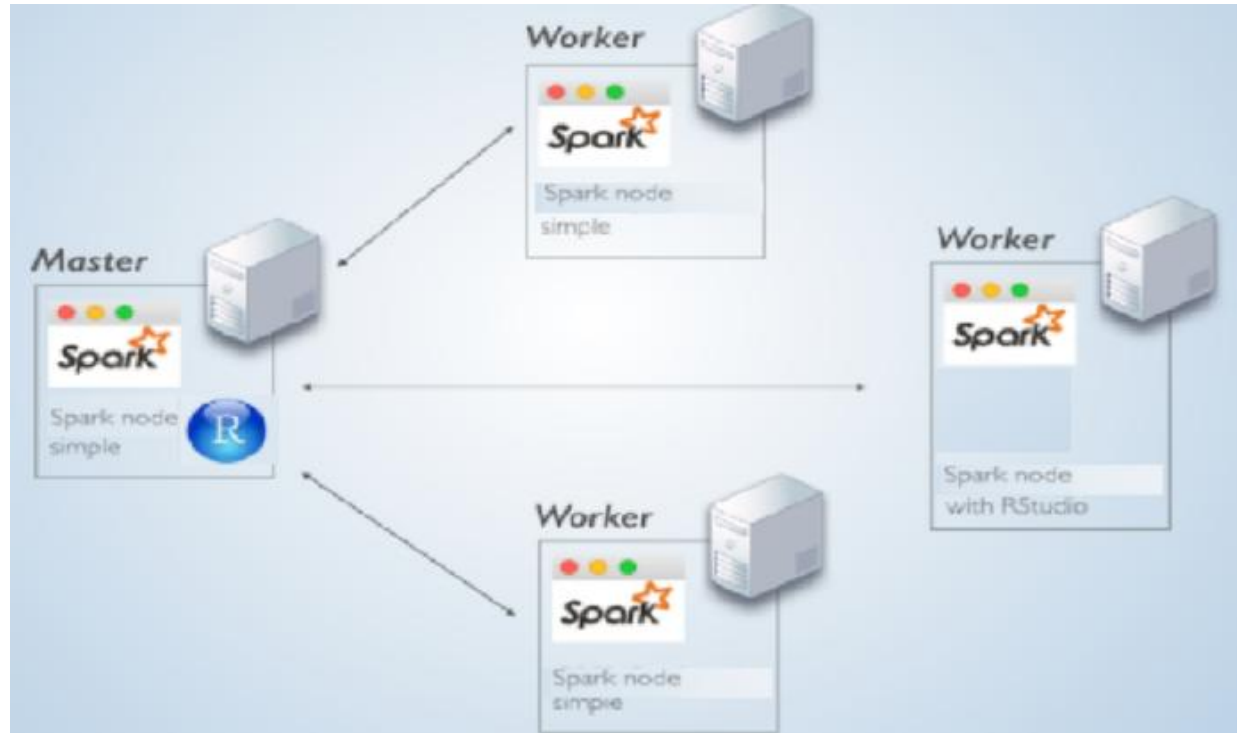 Master
Spark
Spark node
simple
R
Worker
Spark
Spark node
simple
Worker
Spark
Spark node
simple
Worker
Spark
Spark node
with RStudio